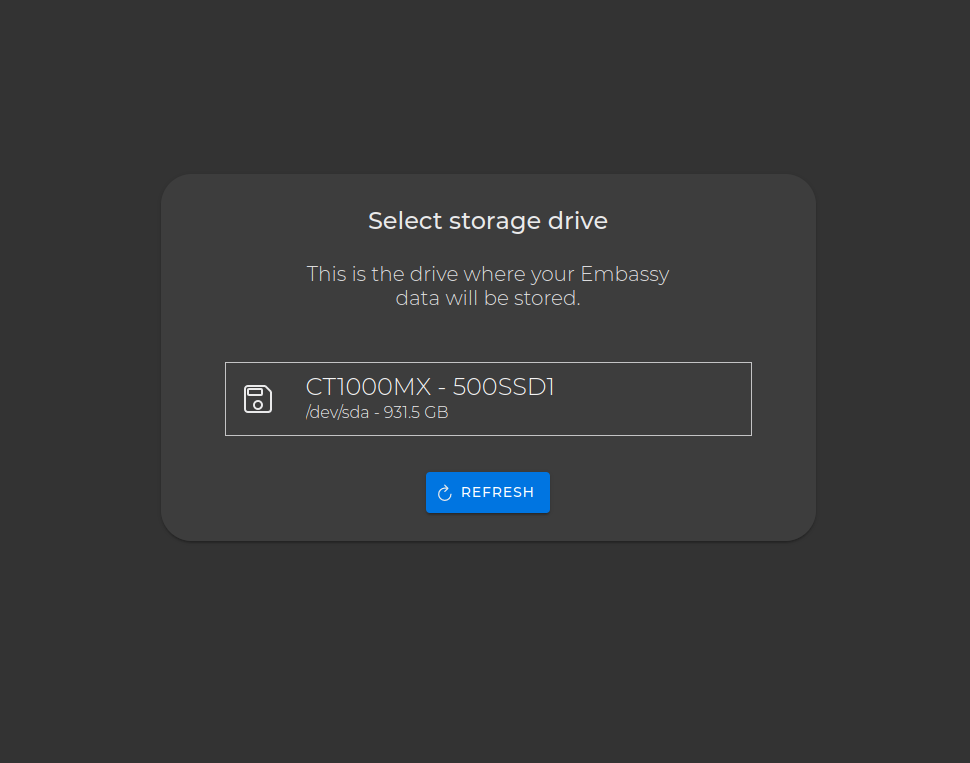 Select storage drive
This is the drive where your Embassy
data will be stored.
CT1000MX - 500SSD1
/dev/sda - 931.5 GB
REFRESH